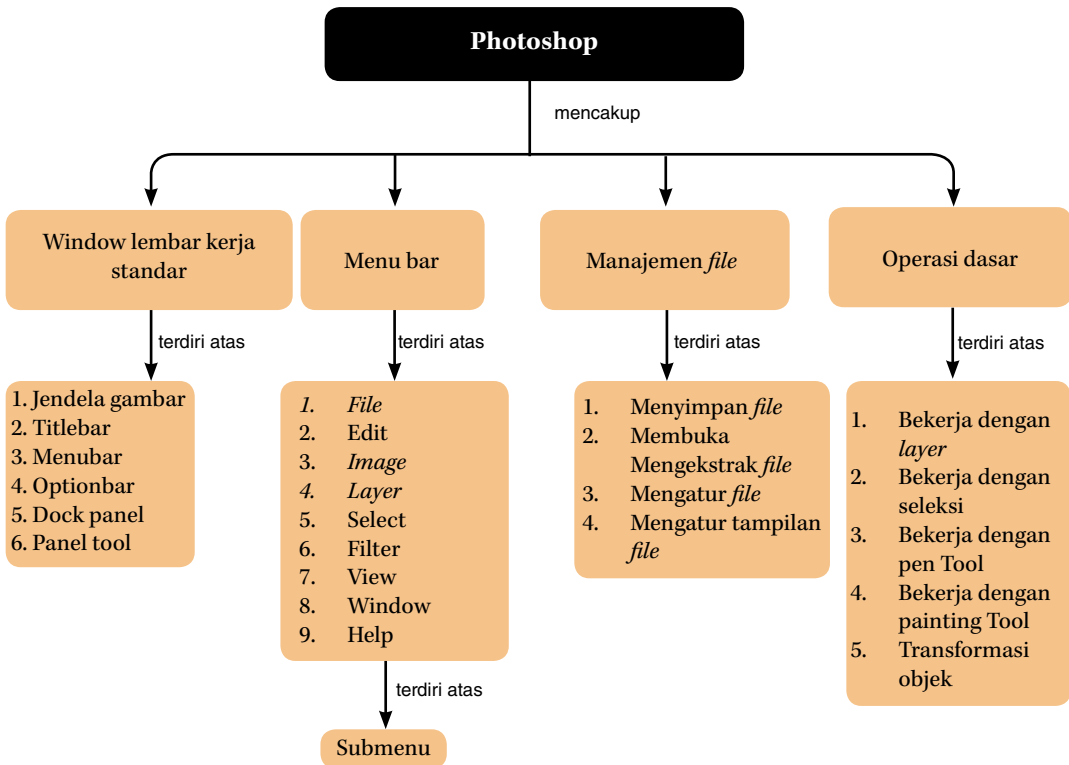 Photoshop
mencakup
Window lembar kerja
standar
Menu bar
Manajemen file
Operasi dasar
terdiri atas
terdiri atas
terdiri atas
terdiri atas
1. Jendela gambar
2. Titlebar
3. Menubar
4. Optionbar
5. Dock panel
6. Panel tool
1. File
2. Edit
3. Image
4. Layer
5. Select
6. Filter
7. View
8. Window
9. Help
1. Menyimpan file
2. Membuka
Mengekstrak file
3. Mengatur file
4. Mengatur tampilan
file
1. Bekerja dengan
layer
2. Bekerja dengan
seleksi
3. Bekerja dengan
pen Tool
4. Bekerja dengan
painting Tool
5. Transformasi
objek
terdiri atas
Submenu